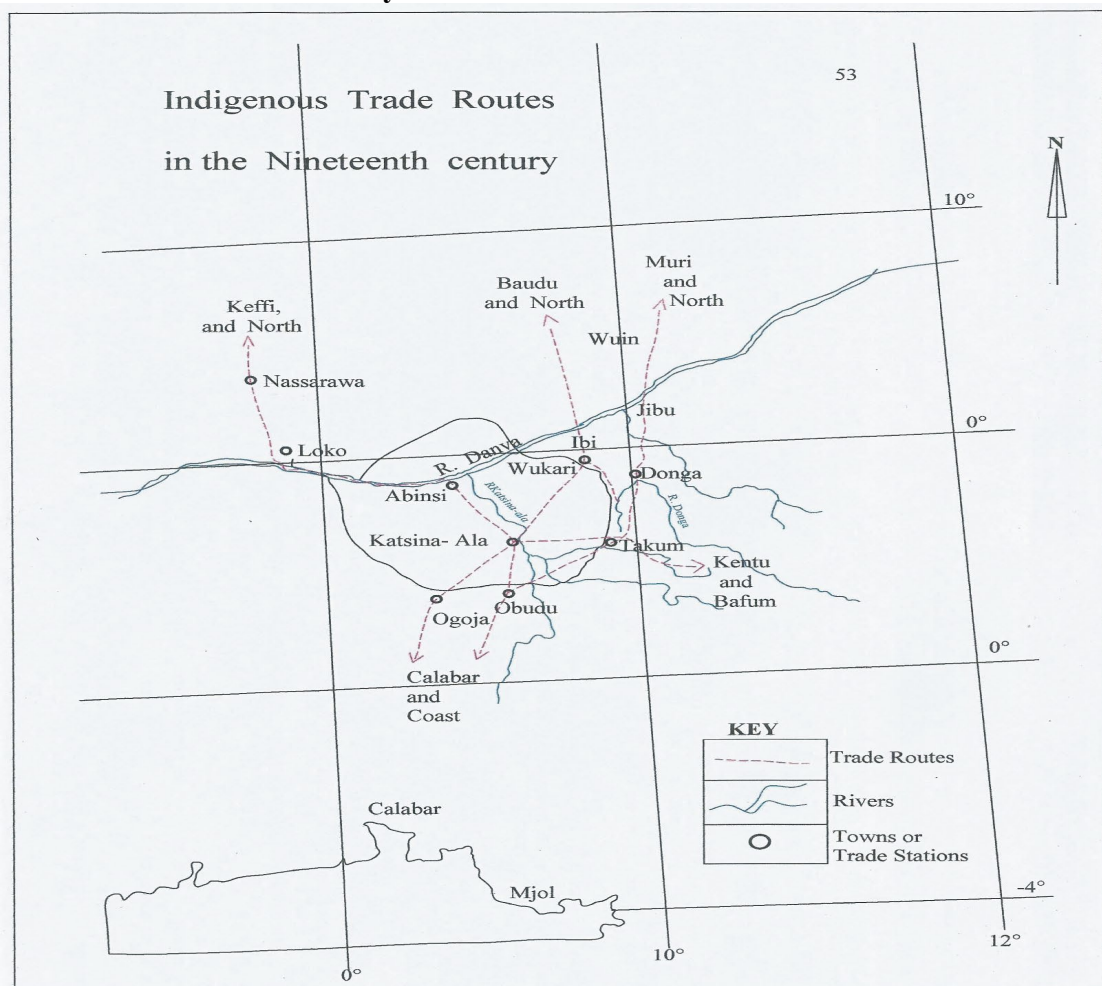 53
Indigenous Trade Routes
in the Nineteenth century
N
10°
Muri
and
North
Baudu
and North
Keffi,
and North
Wuin
Nassarawa
Jibu
0°
Loko
R. Danya
Ibi
Wukari
Donga
Abinsi
RKatsina-ala
R. Donga
Katsina- Ala
Takum
Kentu
and
Bafum
Obudu
Ogoja
0°
Calabar
and
Coast
KEY
Trade Routes
Rivers
Towns or
Trade Stations
Calabar
Mjol
-4°
0°
10°
12°